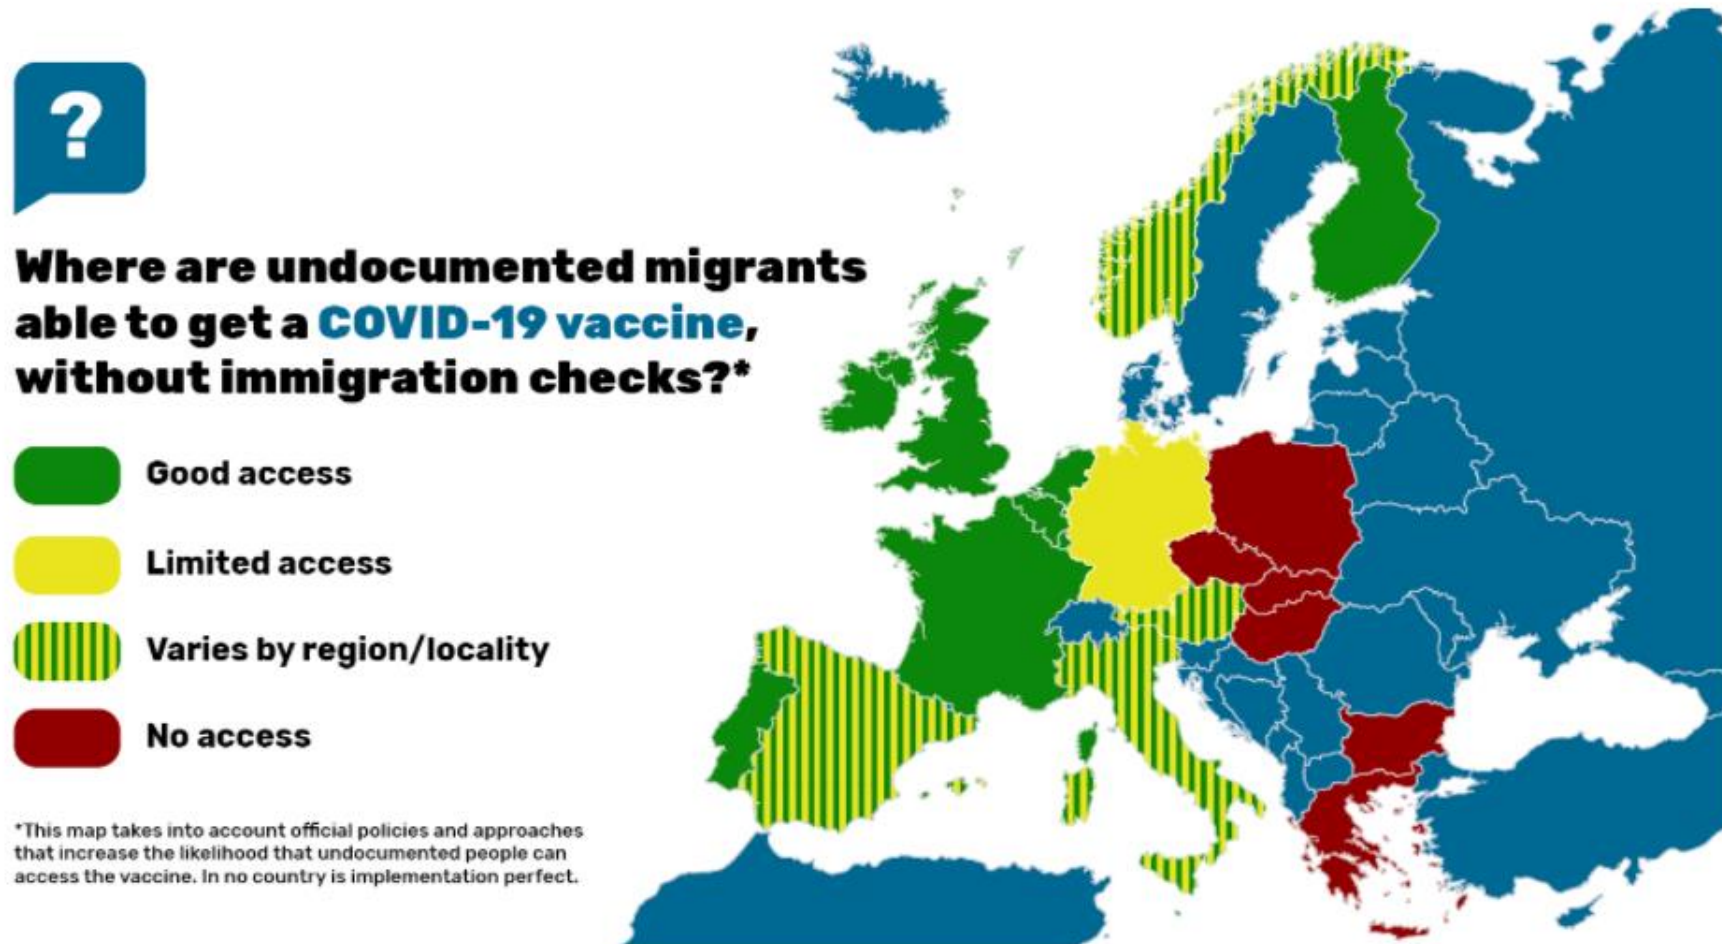 ?
Where are undocumented migrants
able to get a COVID-19 vaccine,
without immigration checks?*
Good access
Limited access
Varies by region/locality
No access
*This map takes into account official policies and approaches
that increase the likelihood that undocumented people can
access the vaccine. In no country is implementation perfect.